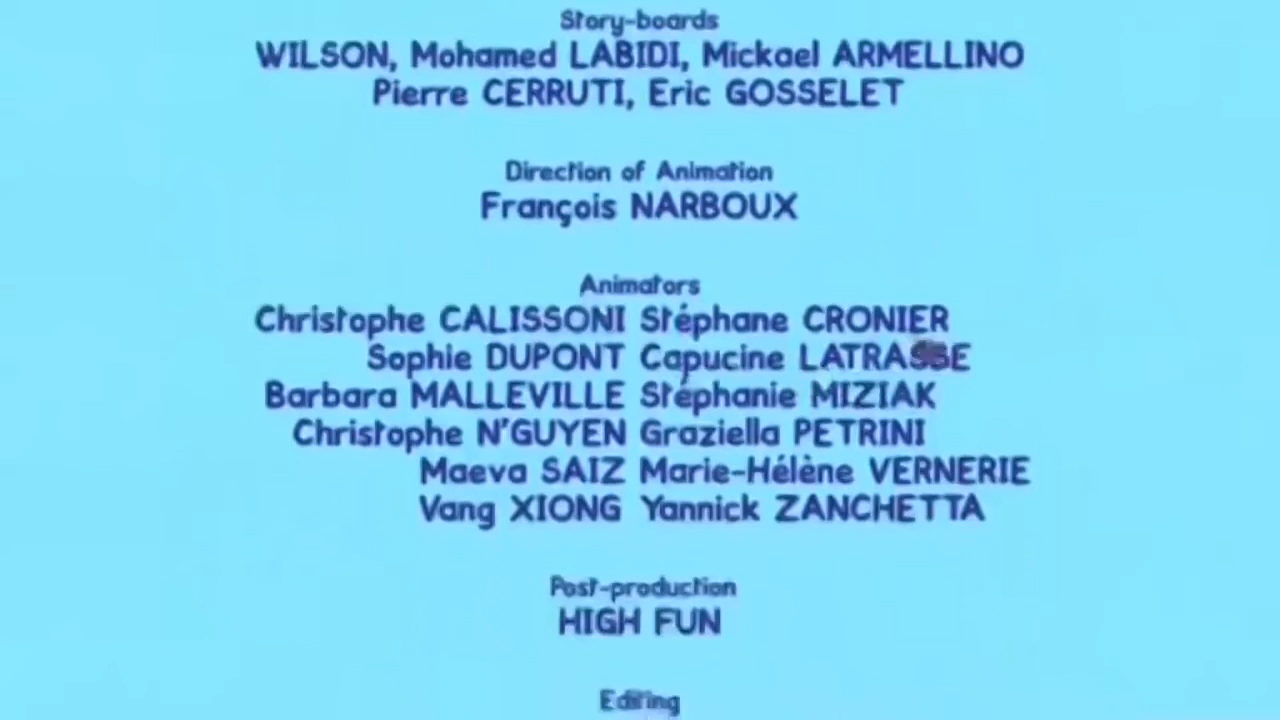 Story-boards
WILSON, Mohamed LABIDI, Mickael ARMELLINO
Pierre CERRUTI, Eric GOSSELET
Direction of Animation
François NARBOUX
Animators
Christophe CALISSONI Stéphane CRONIER
Sophie DUPONT Capucine LATRASSE
Barbara MALLEVILLE Stéphanie MIZIAK
Christophe N'GUYEN Graziella PETRINI
Maeva SAIZ Marie-Hélène VERNERIE
Vang XIONG Yannick ZANCHETTA
Post-production
HIGH FUN
Editing